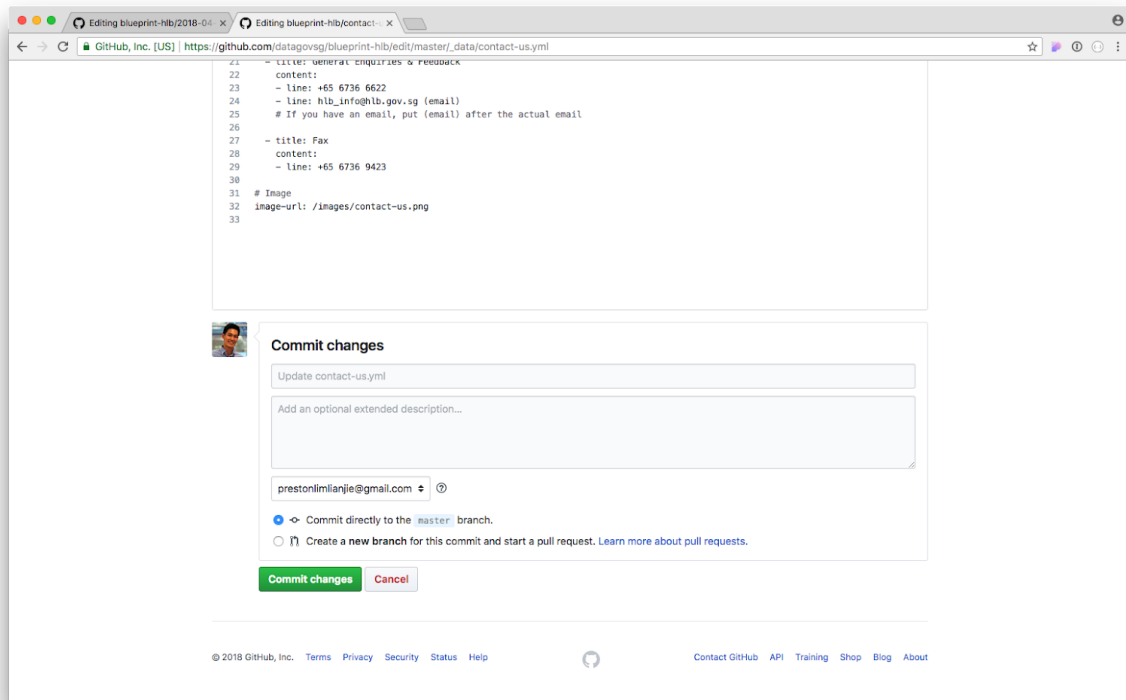 Editing blueprint-hlb/2018-04-
Editing blueprint-hlb/contact-u
GitHub, Inc. [US]
https://github.com/datagovsg/blueprint-hlb/edit/master/_data/contact-us.yml
21 - title: General Enquiries & Feedback
22 content:
23 - line: +65 6736 6622
24 - line: hlb_info@hlb.gov.sg (email)
25 # If you have an email, put (email) after the actual email
26
27 - title: Fax
28 content:
29 - line: +65 6736 9423
30
31 # Image
32 image-url: /images/contact-us.png
33
Commit changes
Update contact-us.yml
Add an optional extended description...
prestonlimlianjie@gmail.com
Commit directly to the master branch.
Create a new branch for this commit and start a pull request. Learn more about pull requests.
Commit changes Cancel
© 2018 GitHub, Inc. Terms Privacy Security Status Help Contact GitHub API Training Shop Blog About